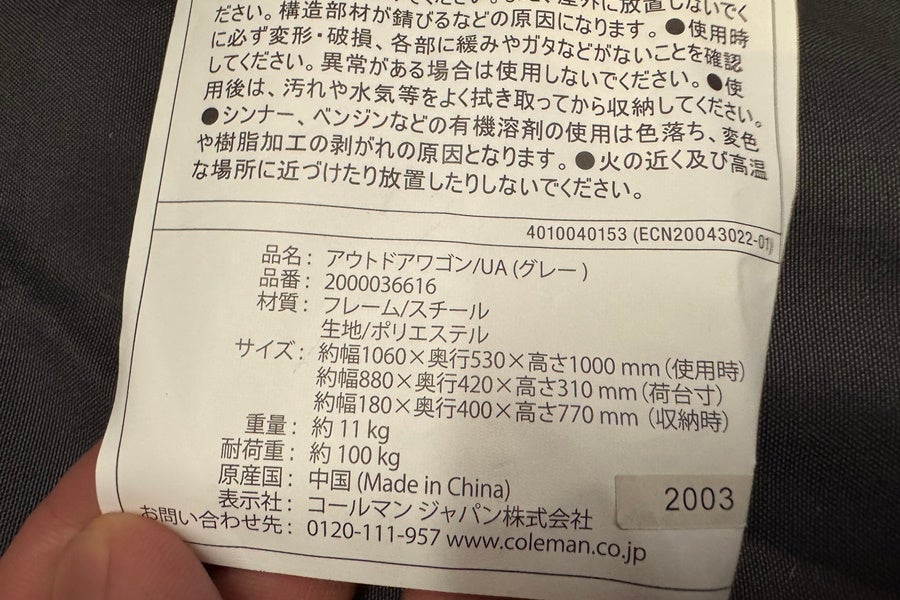 屋外に放置しないでく
ださい。構造部材が錆びるなどの原因になります。●使用時
に必ず変形・破損、各部に緩みやガタなどがないことを確認
してください。異常がある場合は使用しないでください。●使
用後は、汚れや水気等をよく拭き取ってから収納してください。
●シンナー、ベンジンなどの有機溶剤の使用は色落ち、変色
や樹脂加工の剥がれの原因となります。●火の近く及び高温
な場所に近づけたり放置したりしないでください。
4010040153 (ECN20043022-01)
品名: アウトドアワゴン/UA (グレー)
品番: 2000036616
材質: フレーム/スチール
生地/ポリエステル
サイズ: 約幅1060×奥行530×高さ1000 mm (使用時)
約幅880×奥行420×高さ310 mm (荷台寸)
約幅180×奥行400×高さ770 mm (収納時)
重量: 約 11 kg
耐荷重: 約 100 kg
原産国: 中国 (Made in China)
表示社: コールマン ジャパン株式会社
お問い合わせ先: 0120-111-957 www.coleman.co.jp
2003